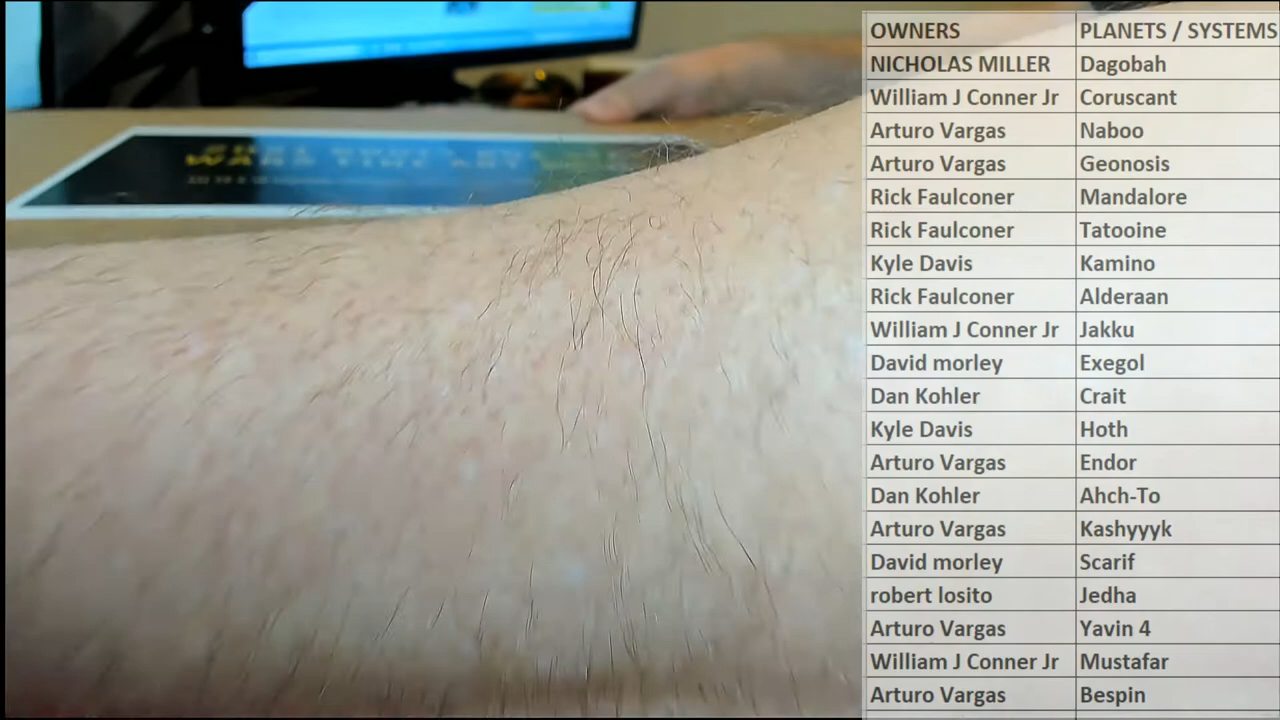 OWNERS PLANETS / SYSTEMS
NICHOLAS MILLER Dagobah
William J Conner Jr Coruscant
Arturo Vargas Naboo
Arturo Vargas Geonosis
Rick Faulconer Mandalore
Rick Faulconer Tatooine
Kyle Davis Kamino
Rick Faulconer Alderaan
William J Conner Jr Jakku
David morley Exegol
Dan Kohler Crait
Kyle Davis Hoth
Arturo Vargas Endor
Dan Kohler Ahch-To
Arturo Vargas Kashyyyk
David morley Scarif
robert losito Jedha
Arturo Vargas Yavin 4
William J Conner Jr Mustafar
Arturo Vargas Bespin